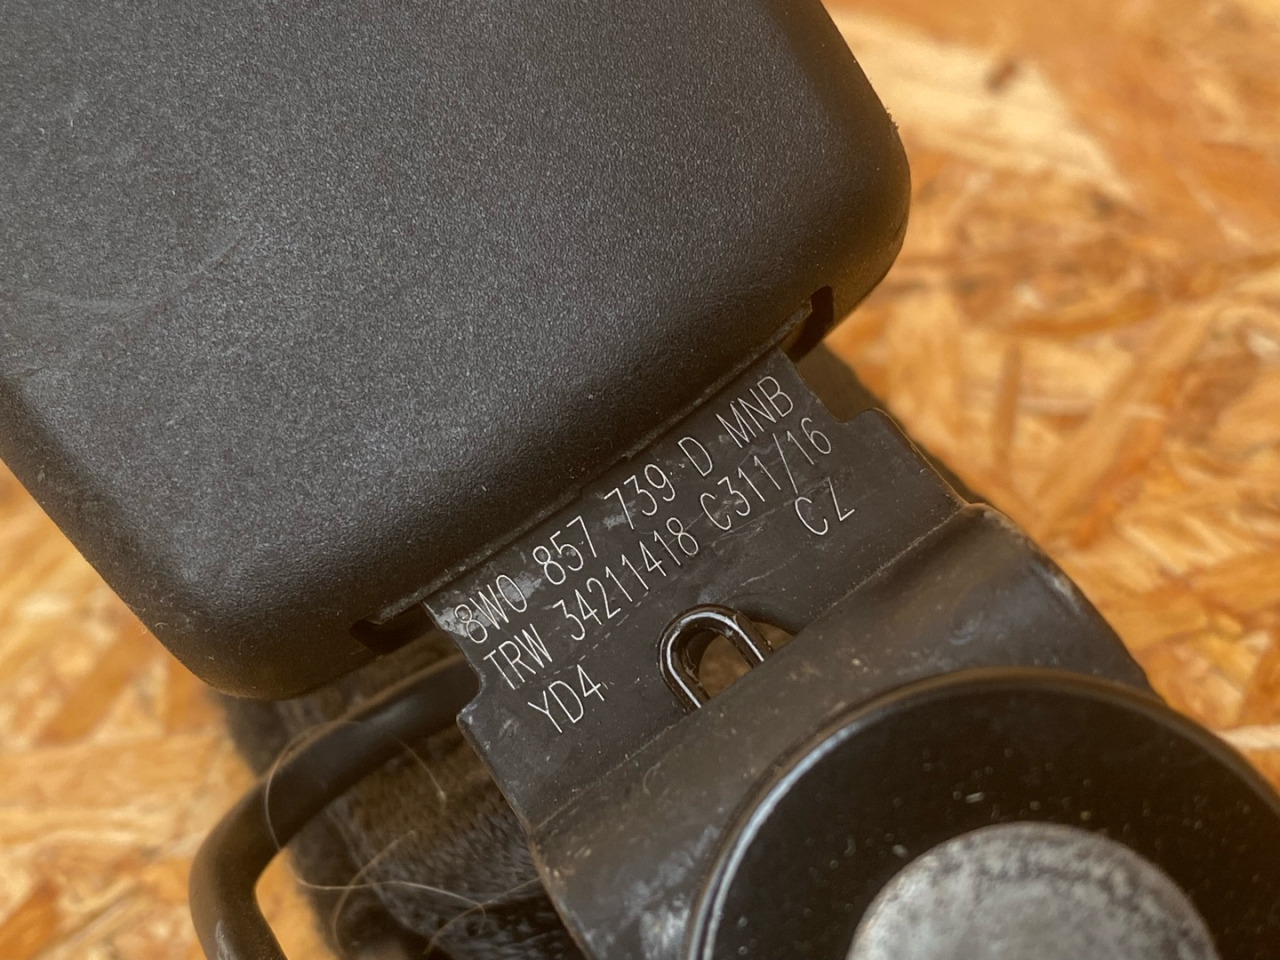 8W0 857 739 D MNB
TRW 34211418 C311/16
YD4 CZ